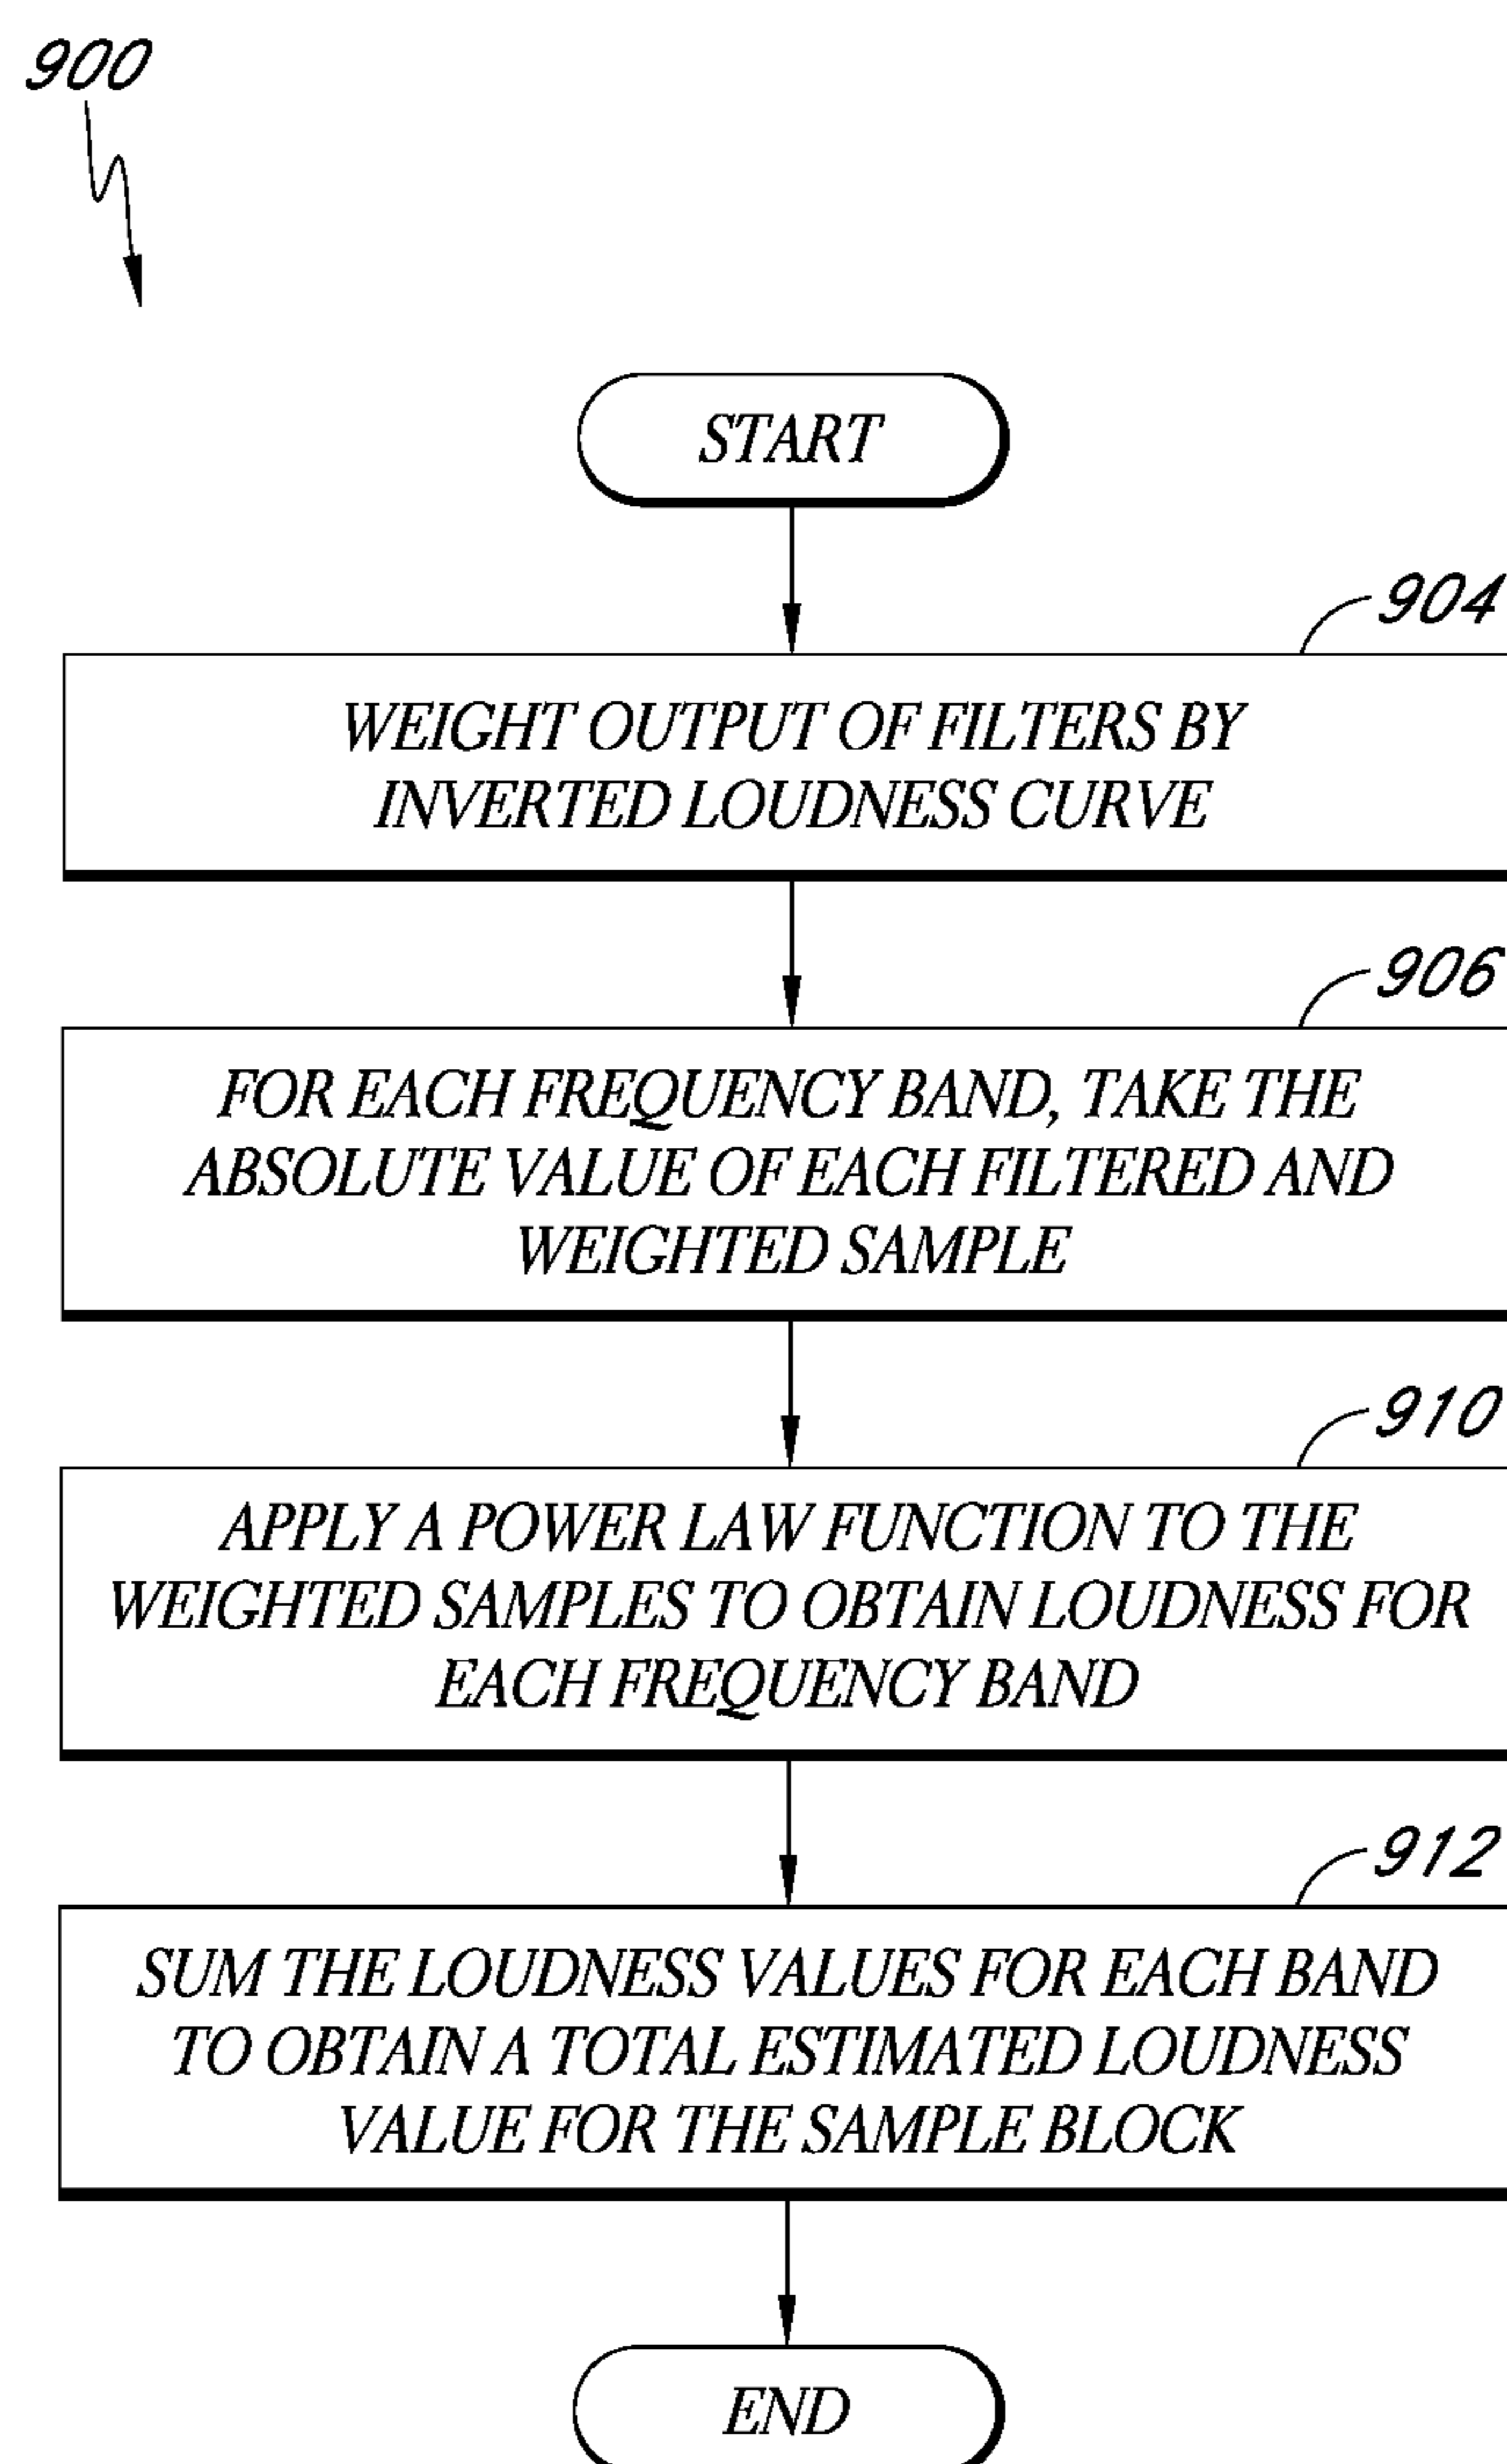 900
START
904
WEIGHT OUTPUT OF FILTERS BY
INVERTED LOUDNESS CURVE
906
FOR EACH FREQUENCY BAND, TAKE THE
ABSOLUTE VALUE OF EACH FILTERED AND
WEIGHTED SAMPLE
910
APPLY A POWER LAW FUNCTION TO THE
WEIGHTED SAMPLES TO OBTAIN LOUDNESS FOR
EACH FREQUENCY BAND
912
SUM THE LOUDNESS VALUES FOR EACH BAND
TO OBTAIN A TOTAL ESTIMATED LOUDNESS
VALUE FOR THE SAMPLE BLOCK
END